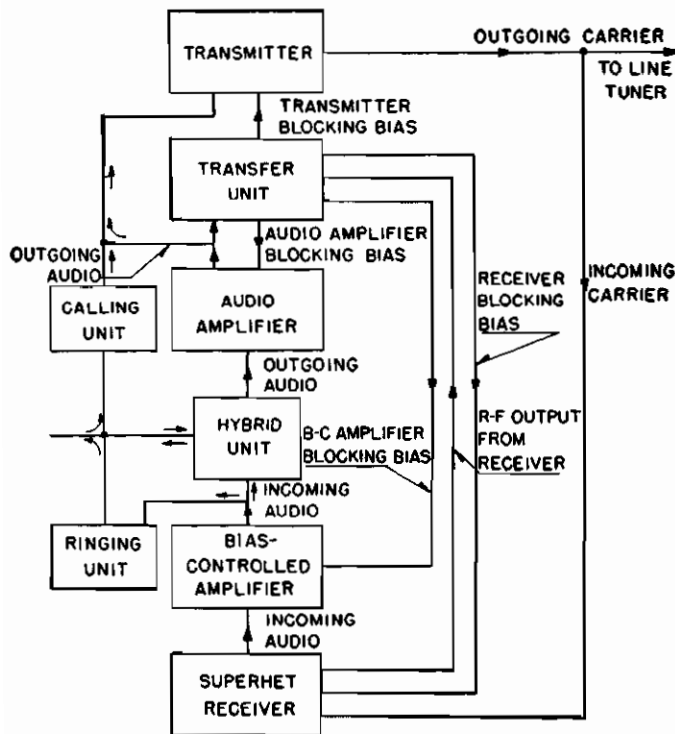 OUTGOING CARRIER
TRANSMITTER
TO LINE
TUNER
TRANSMITTER
BLOCKING BIAS
TRANSFER
UNIT
OUTGOING
AUDIO
AUDIO AMPLIFIER
BLOCKING BIAS
CALLING
UNIT
AUDIO
AMPLIFIER
RECEIVER
BLOCKING
BIAS
INCOMING
CARRIER
OUTGOING
AUDIO
HYBRID
UNIT
B-C AMPLIFIER
BLOCKING BIAS
R-F OUTPUT
FROM
RECEIVER
INCOMING
AUDIO
RINGING
UNIT
BIAS-
CONTROLLED
AMPLIFIER
INCOMING
AUDIO
SUPERHET
RECEIVER